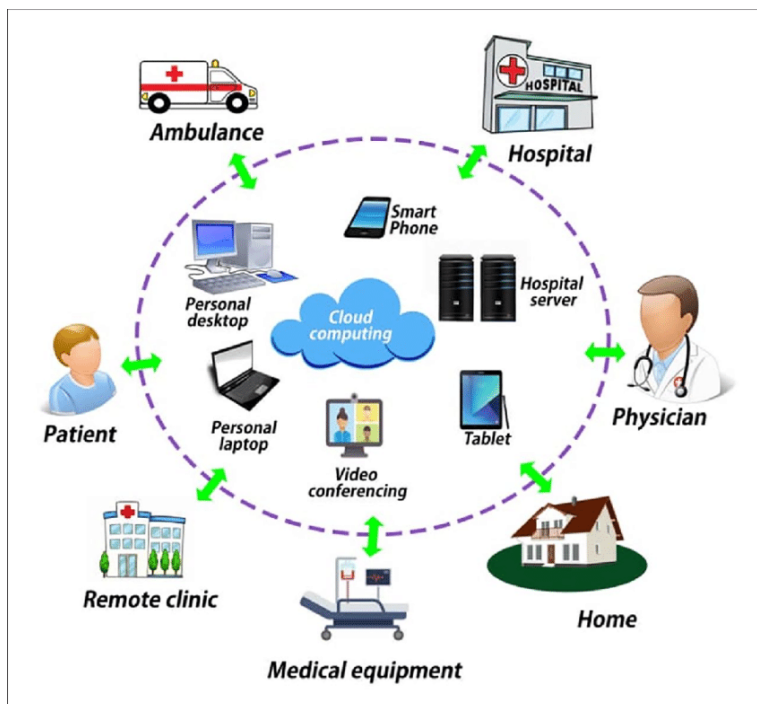 HOSPITAL
Ambulance
Hospital
Smart
Phone
Personal
desktop
Hospital
server
Cloud
computing
Patient
Physician
Personal
laptop
Tablet
Video
conferencing
Remote clinic
Home
Medical equipment